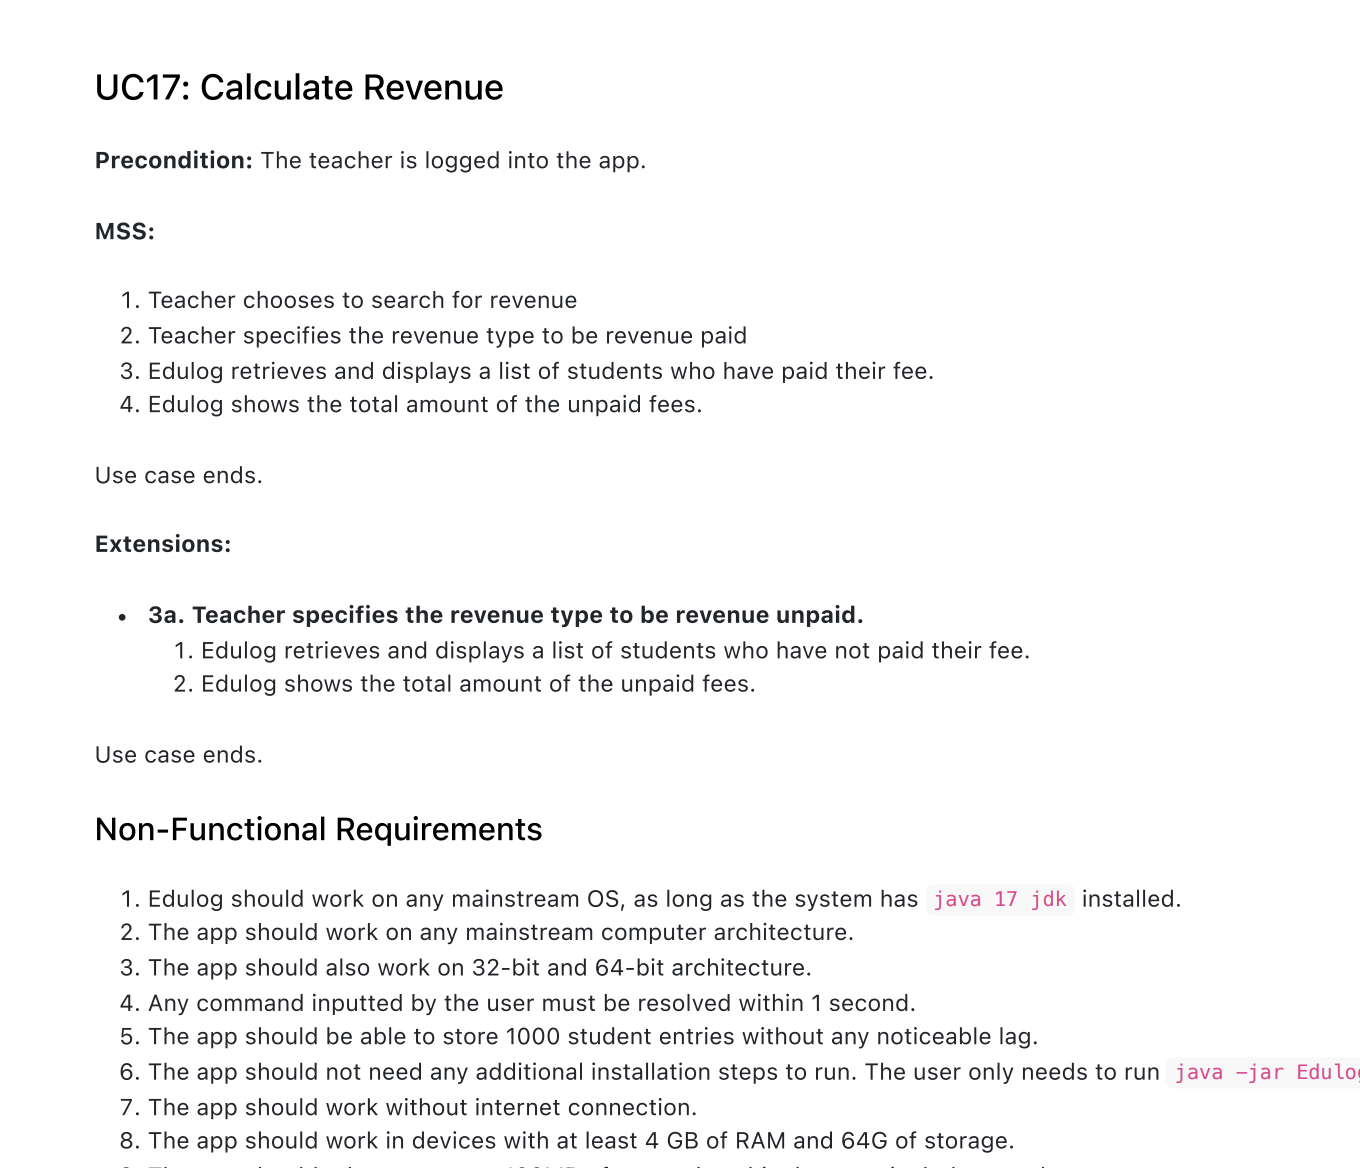 UC17: Calculate Revenue
Precondition: The teacher is logged into the app.
MSS:
1. Teacher chooses to search for revenue
2. Teacher specifies the revenue type to be revenue paid
3. Edulog retrieves and displays a list of students who have paid their fee.
4. Edulog shows the total amount of the unpaid fees.
Use case ends.
Extensions:
• 3a. Teacher specifies the revenue type to be revenue unpaid.
1. Edulog retrieves and displays a list of students who have not paid their fee.
2. Edulog shows the total amount of the unpaid fees.
Use case ends.
Non-Functional Requirements
1. Edulog should work on any mainstream OS, as long as the system has java 17 jdk installed.
2. The app should work on any mainstream computer architecture.
3. The app should also work on 32-bit and 64-bit architecture.
4. Any command inputted by the user must be resolved within 1 second.
5. The app should be able to store 1000 student entries without any noticeable lag.
6. The app should not need any additional installation steps to run. The user only needs to run java -jar Edulog
7. The app should work without internet connection.
8. The app should work in devices with at least 4 GB of RAM and 64G of storage.